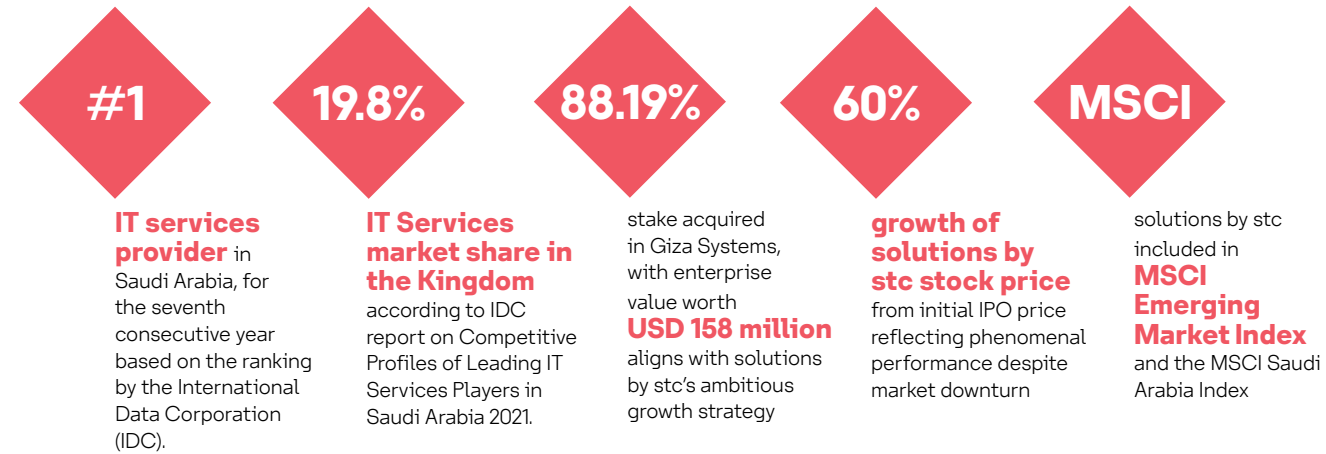 #1
IT services
provider in
Saudi Arabia, for
the seventh
consecutive year
based on the ranking
by the International
Data Corporation
(IDC).
19.8%
IT Services
market share in
the Kingdom
according to IDC
report on Competitive
Profiles of Leading IT
Services Players in
Saudi Arabia 2021.
88.19%
stake acquired
in Giza Systems,
with enterprise
value worth
USD 158 million
aligns with solutions
by stc’s ambitious
growth strategy
60%
growth of
solutions by
stc stock price
from initial IPO price
reflecting phenomenal
performance despite
market downturn
MSCI
solutions by stc
included in
MSCI
Emerging
Market Index
and the MSCI Saudi
Arabia Index